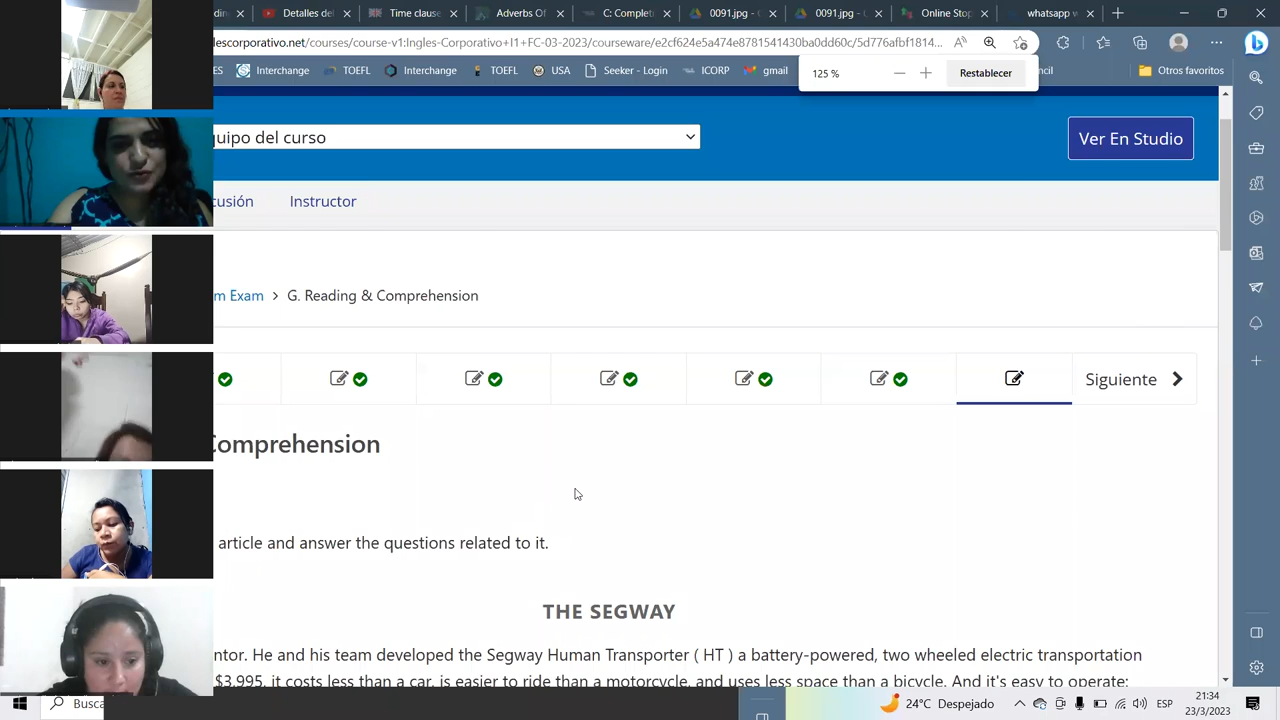 Detalles de
Time clause
Adverbs Of
C: Complet
0091.jpg -
0091.jpg -
Online Stop
whatsapp v
lescorporativo.net/courses/course-v1:Ingles-Corporativo+I1+FC-03-2023/courseware/e2cf624e5a474e8781541430ba0dd60c/5d776afbf1814...
ES
Interchange
TOEFL
Interchange
TOEFL
USA
Seeker - Login
ICORP
gmail
Otros favoritos
125 %
Restablecer
quipo del curso
Ver En Studio
cusión
Instructor
m Exam > G. Reading & Comprehension
Siguiente
Comprehension
article and answer the questions related to it.
THE SEGWAY
ntor. He and his team developed the Segway Human Transporter ( HT ) a battery-powered, two wheeled electric transportation
$3,995, it costs less than a car, is easier to ride than a motorcycle, and uses less space than a bicycle. And it's easy to operate:
Busca
24°C Despejado
ESP
21:34
23/3/2023